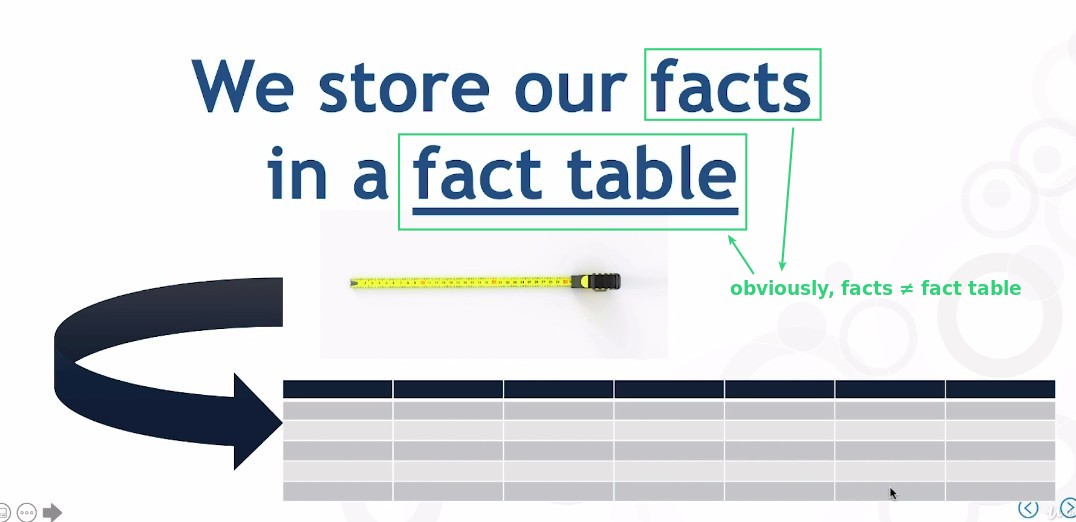 We store our facts
in a fact table
obviously, facts ≠ fact table